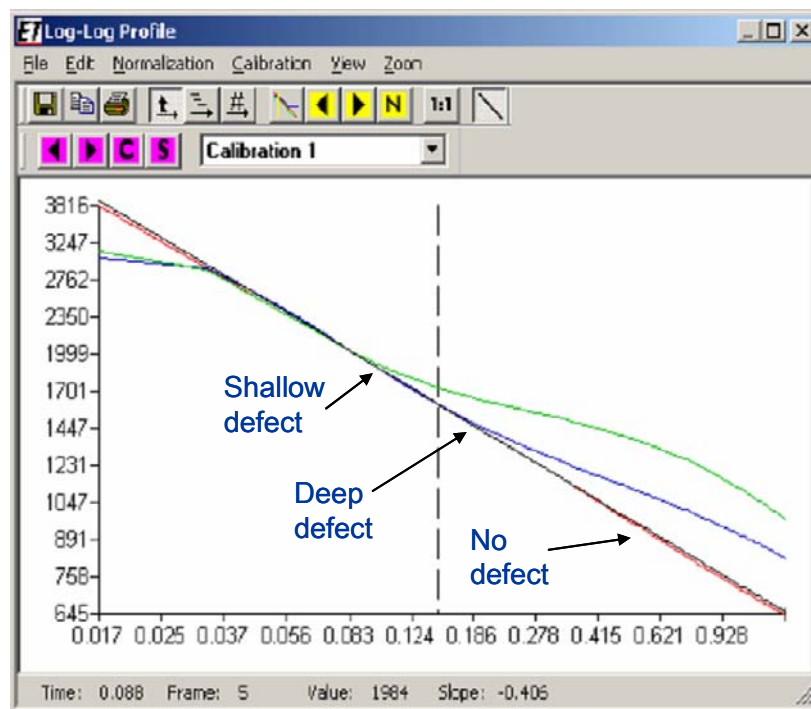 ET Log-Log Profile
File Edit Normalization Calibration View Zoom
N 1:1
C S Calibration 1
3816
3247
2762
2350
1999
1701
1447
1231
1047
891
758
645
Shallow
defect
Deep
defect
No
defect
0.017 0.025 0.037 0.056 0.083 0.124 0.186 0.278 0.415 0.621 0.928
Time: 0.088 Frame: 5 Value: 1984 Slope: -0.406